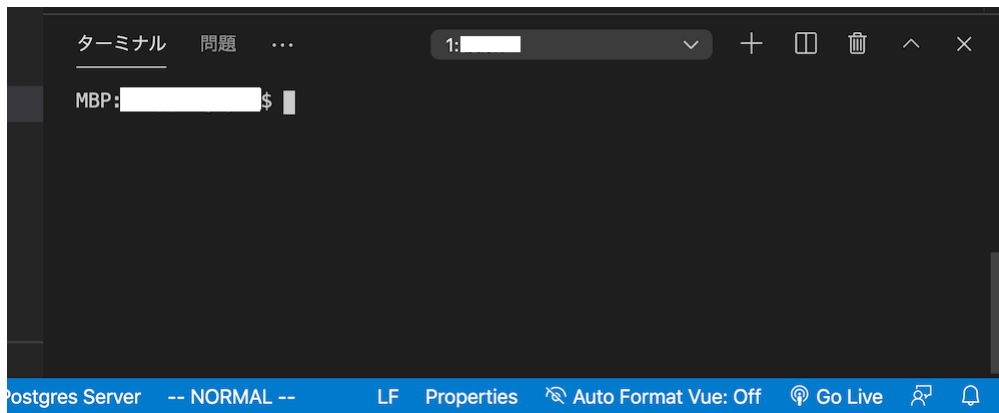 ターミナル 問題 ... 1:
MBP: $
Postgres Server -- NORMAL -- LF Properties Auto Format Vue: Off Go Live